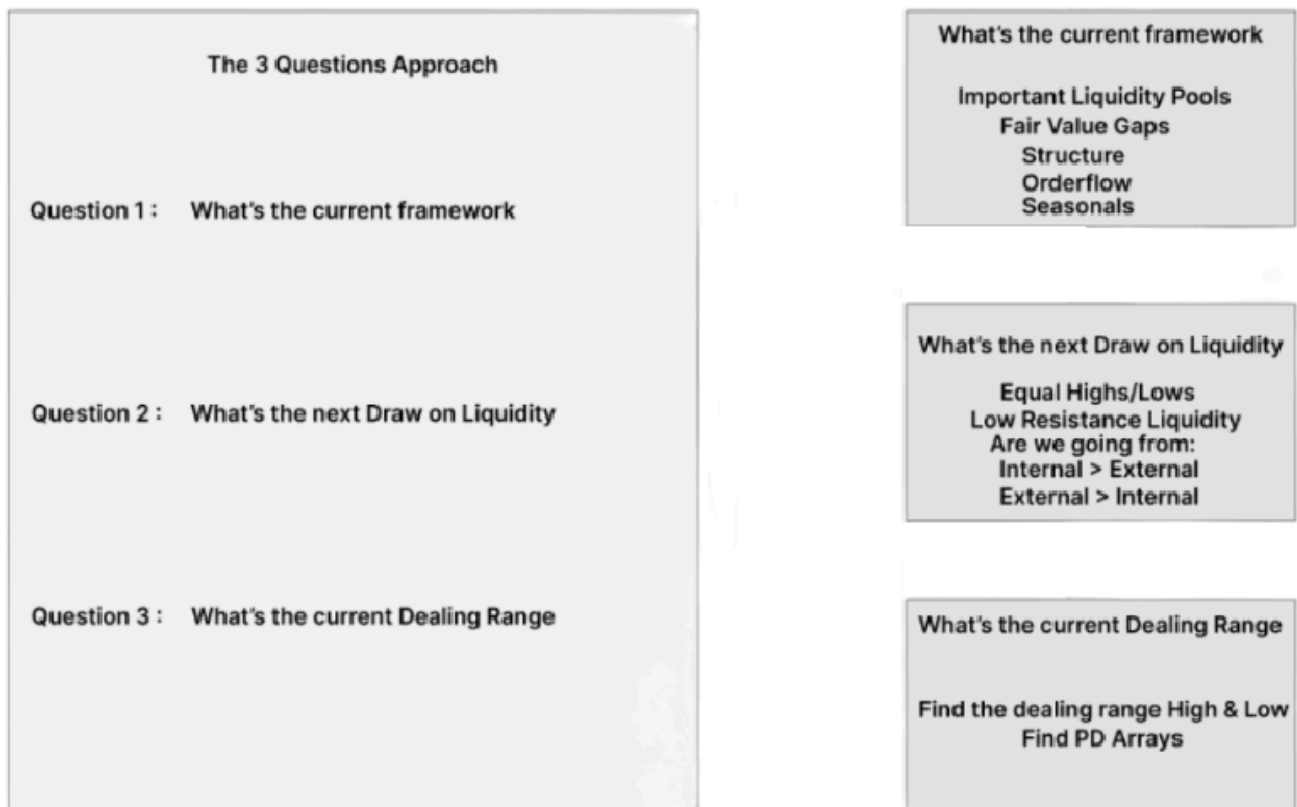 The 3 Questions Approach
Question 1 : What's the current framework
Question 2 : What's the next Draw on Liquidity
Question 3 : What's the current Dealing Range
What's the current framework
Important Liquidity Pools
Fair Value Gaps
Structure
Orderflow
Seasonals
What's the next Draw on Liquidity
Equal Highs/Lows
Low Resistance Liquidity
Are we going from:
Internal > External
External > Internal
What's the current Dealing Range
Find the dealing range High & Low
Find PD Arrays